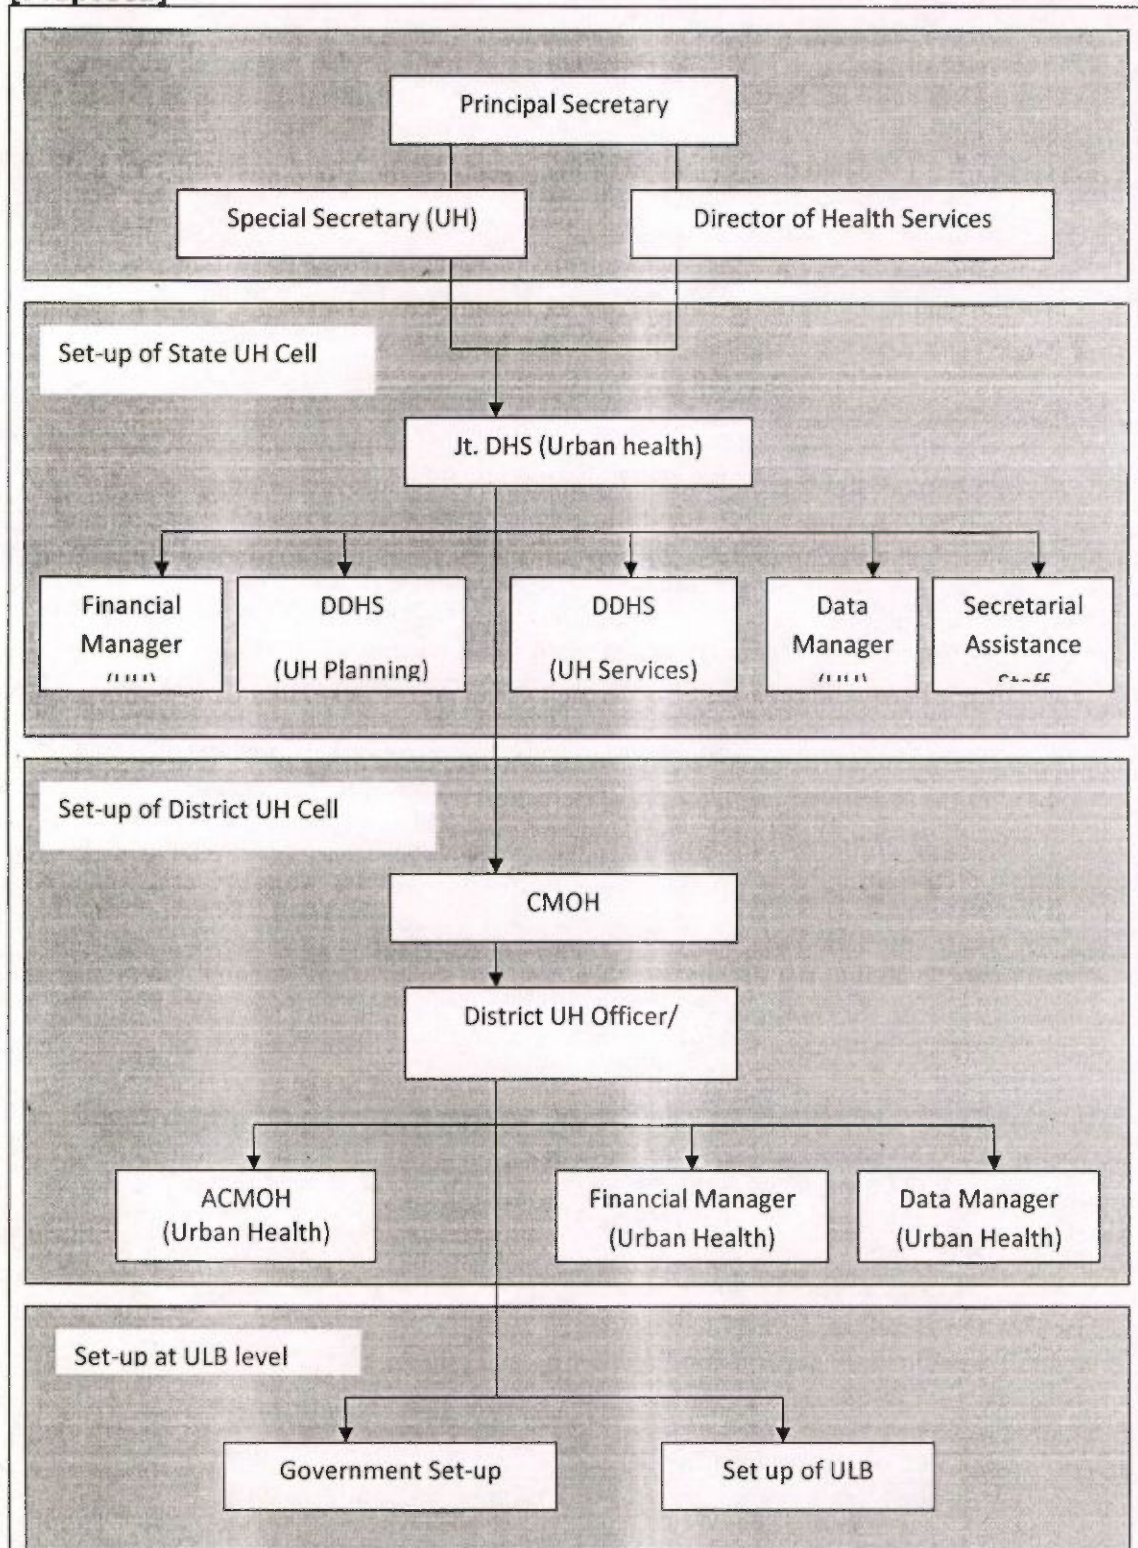 Principal Secretary
Special Secretary (UH)
Director of Health Services
Set-up of State UH Cell
Jt. DHS (Urban health)
Financial
Manager
DDHS
(UH Planning)
DDHS
(UH Services)
Data
Manager
Secretarial
Assistance
Staff
Set-up of District UH Cell
CMOH
District UH Officer/
ACMOH
(Urban Health)
Financial Manager
(Urban Health)
Data Manager
(Urban Health)
Set-up at ULB level
Government Set-up
Set up of ULB